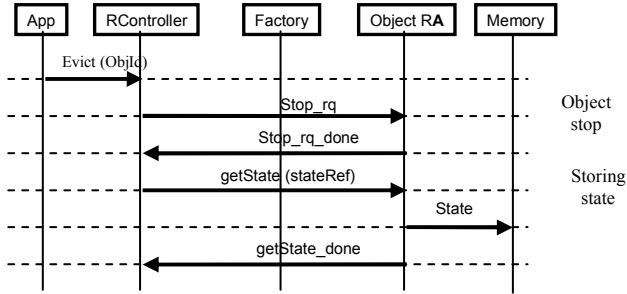 App RController Factory Object RA Memory
Evict (ObjId)
Stop_rq
Object
stop
Stop_rq_done
getState (stateRef)
Storing
state
State
getState_done